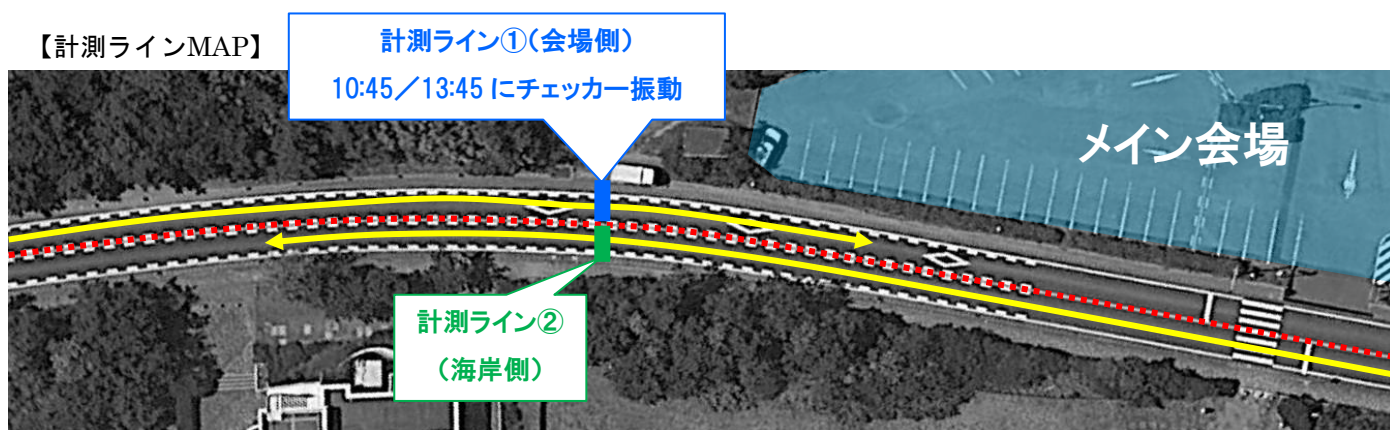 【計測ラインMAP】
計測ライン①(会場側)
10:45/13:45 にチェッカー振動
メイン会場
計測ライン②
(海岸側)